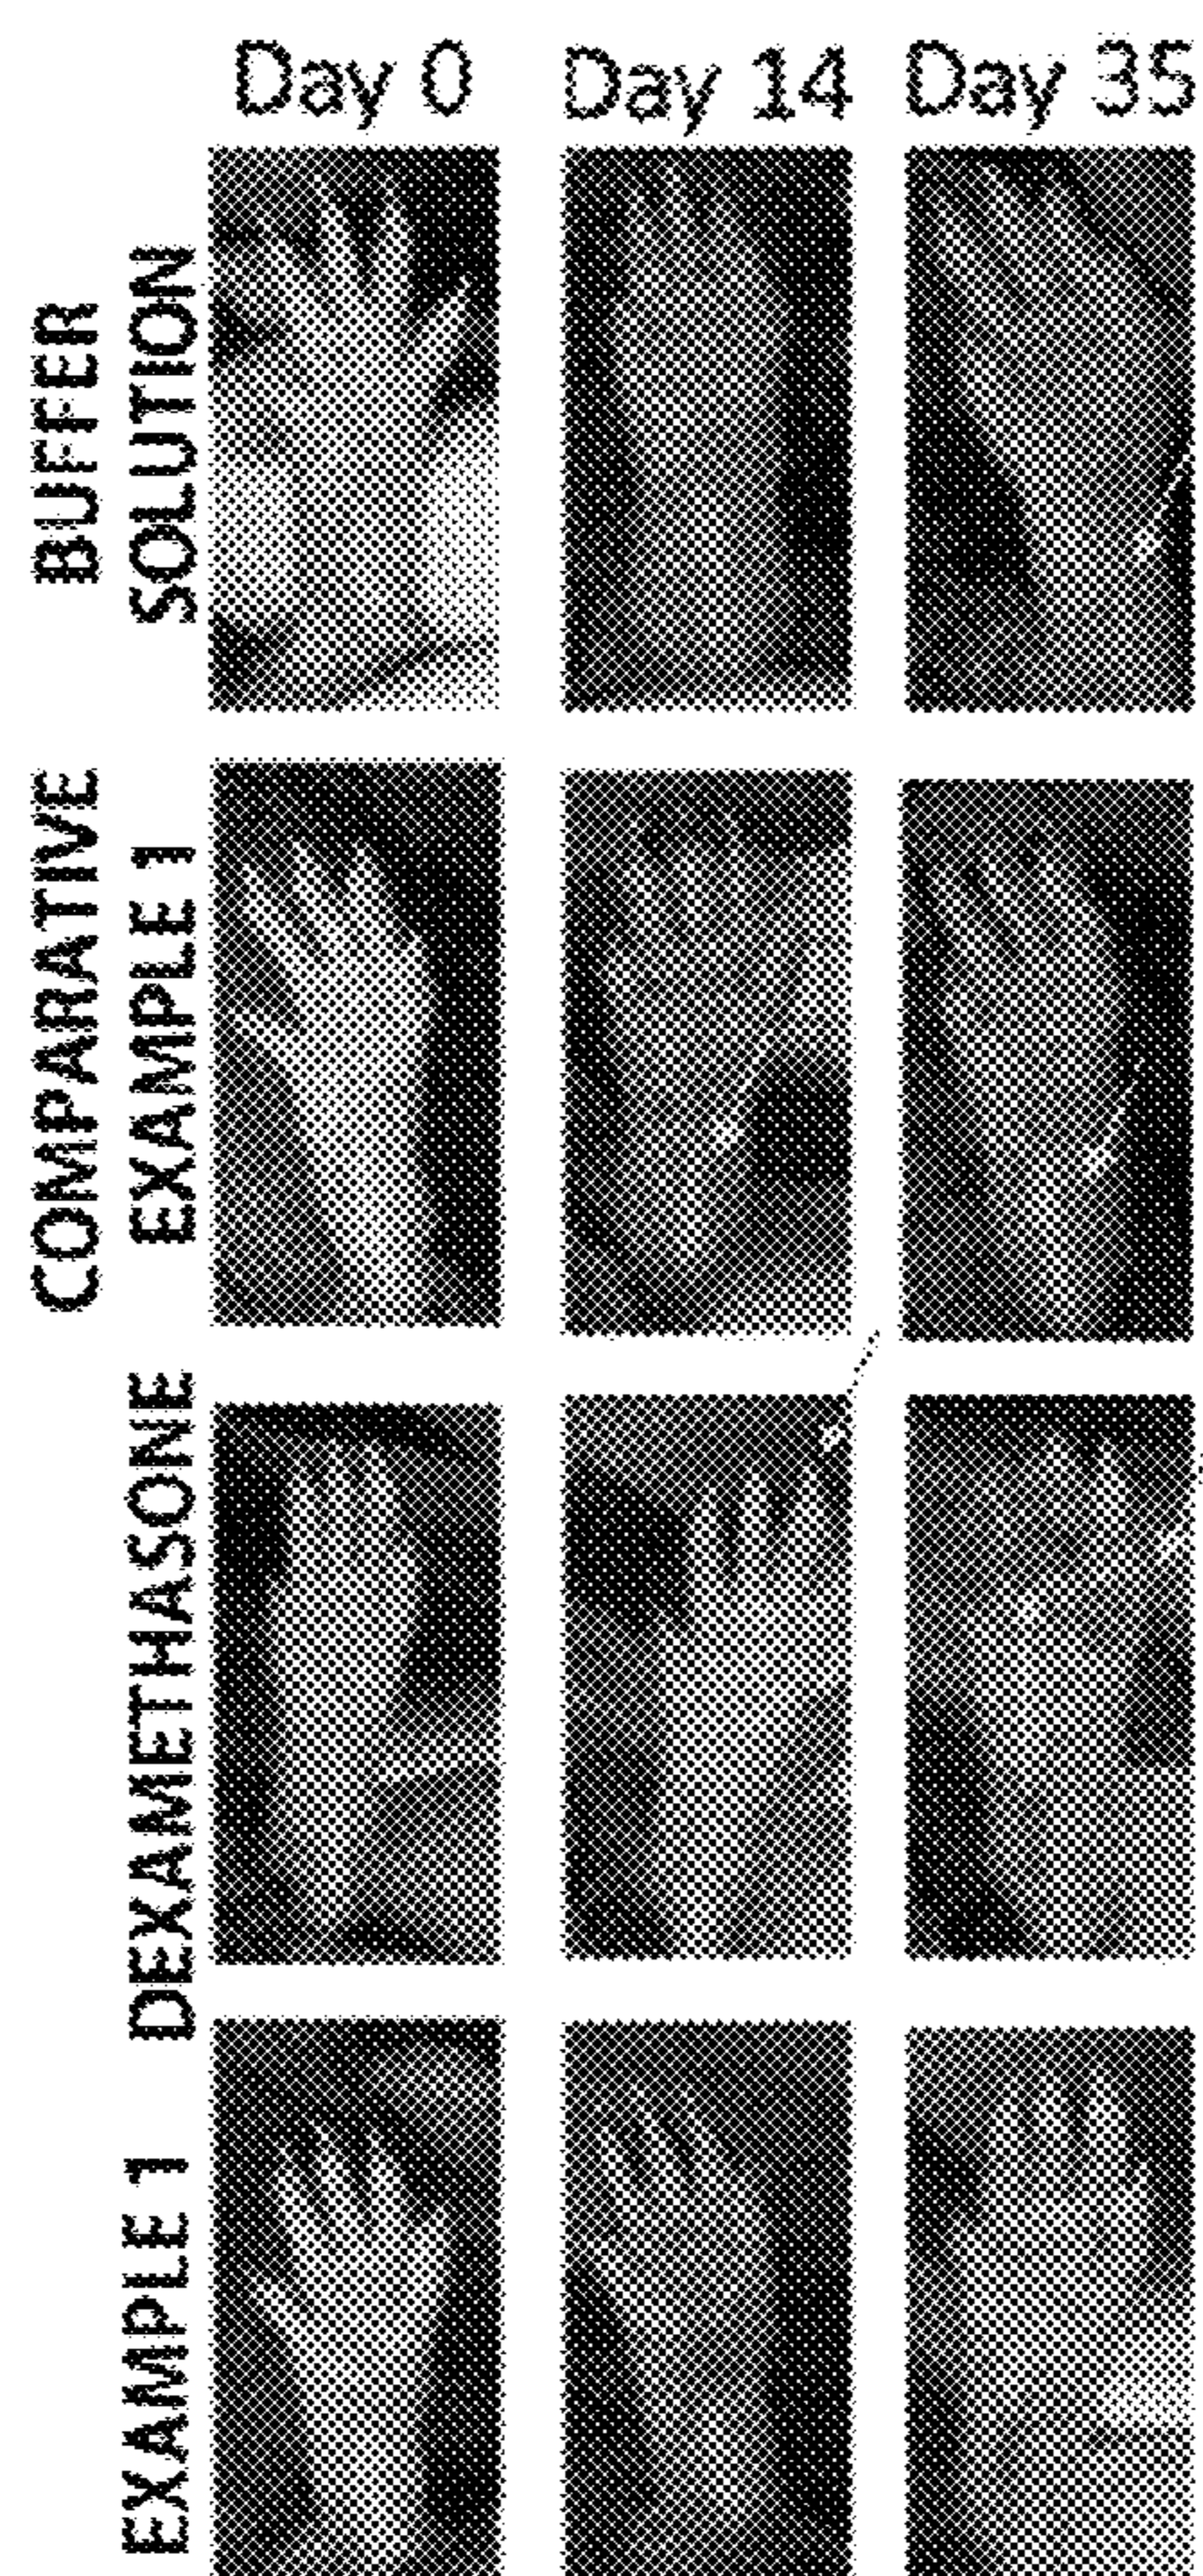 Day 0 Day 14 Day 35
BUFFER
SOLUTION
COMPARATIVE
EXAMPLE 1
DEXAMETHASONE
EXAMPLE 1